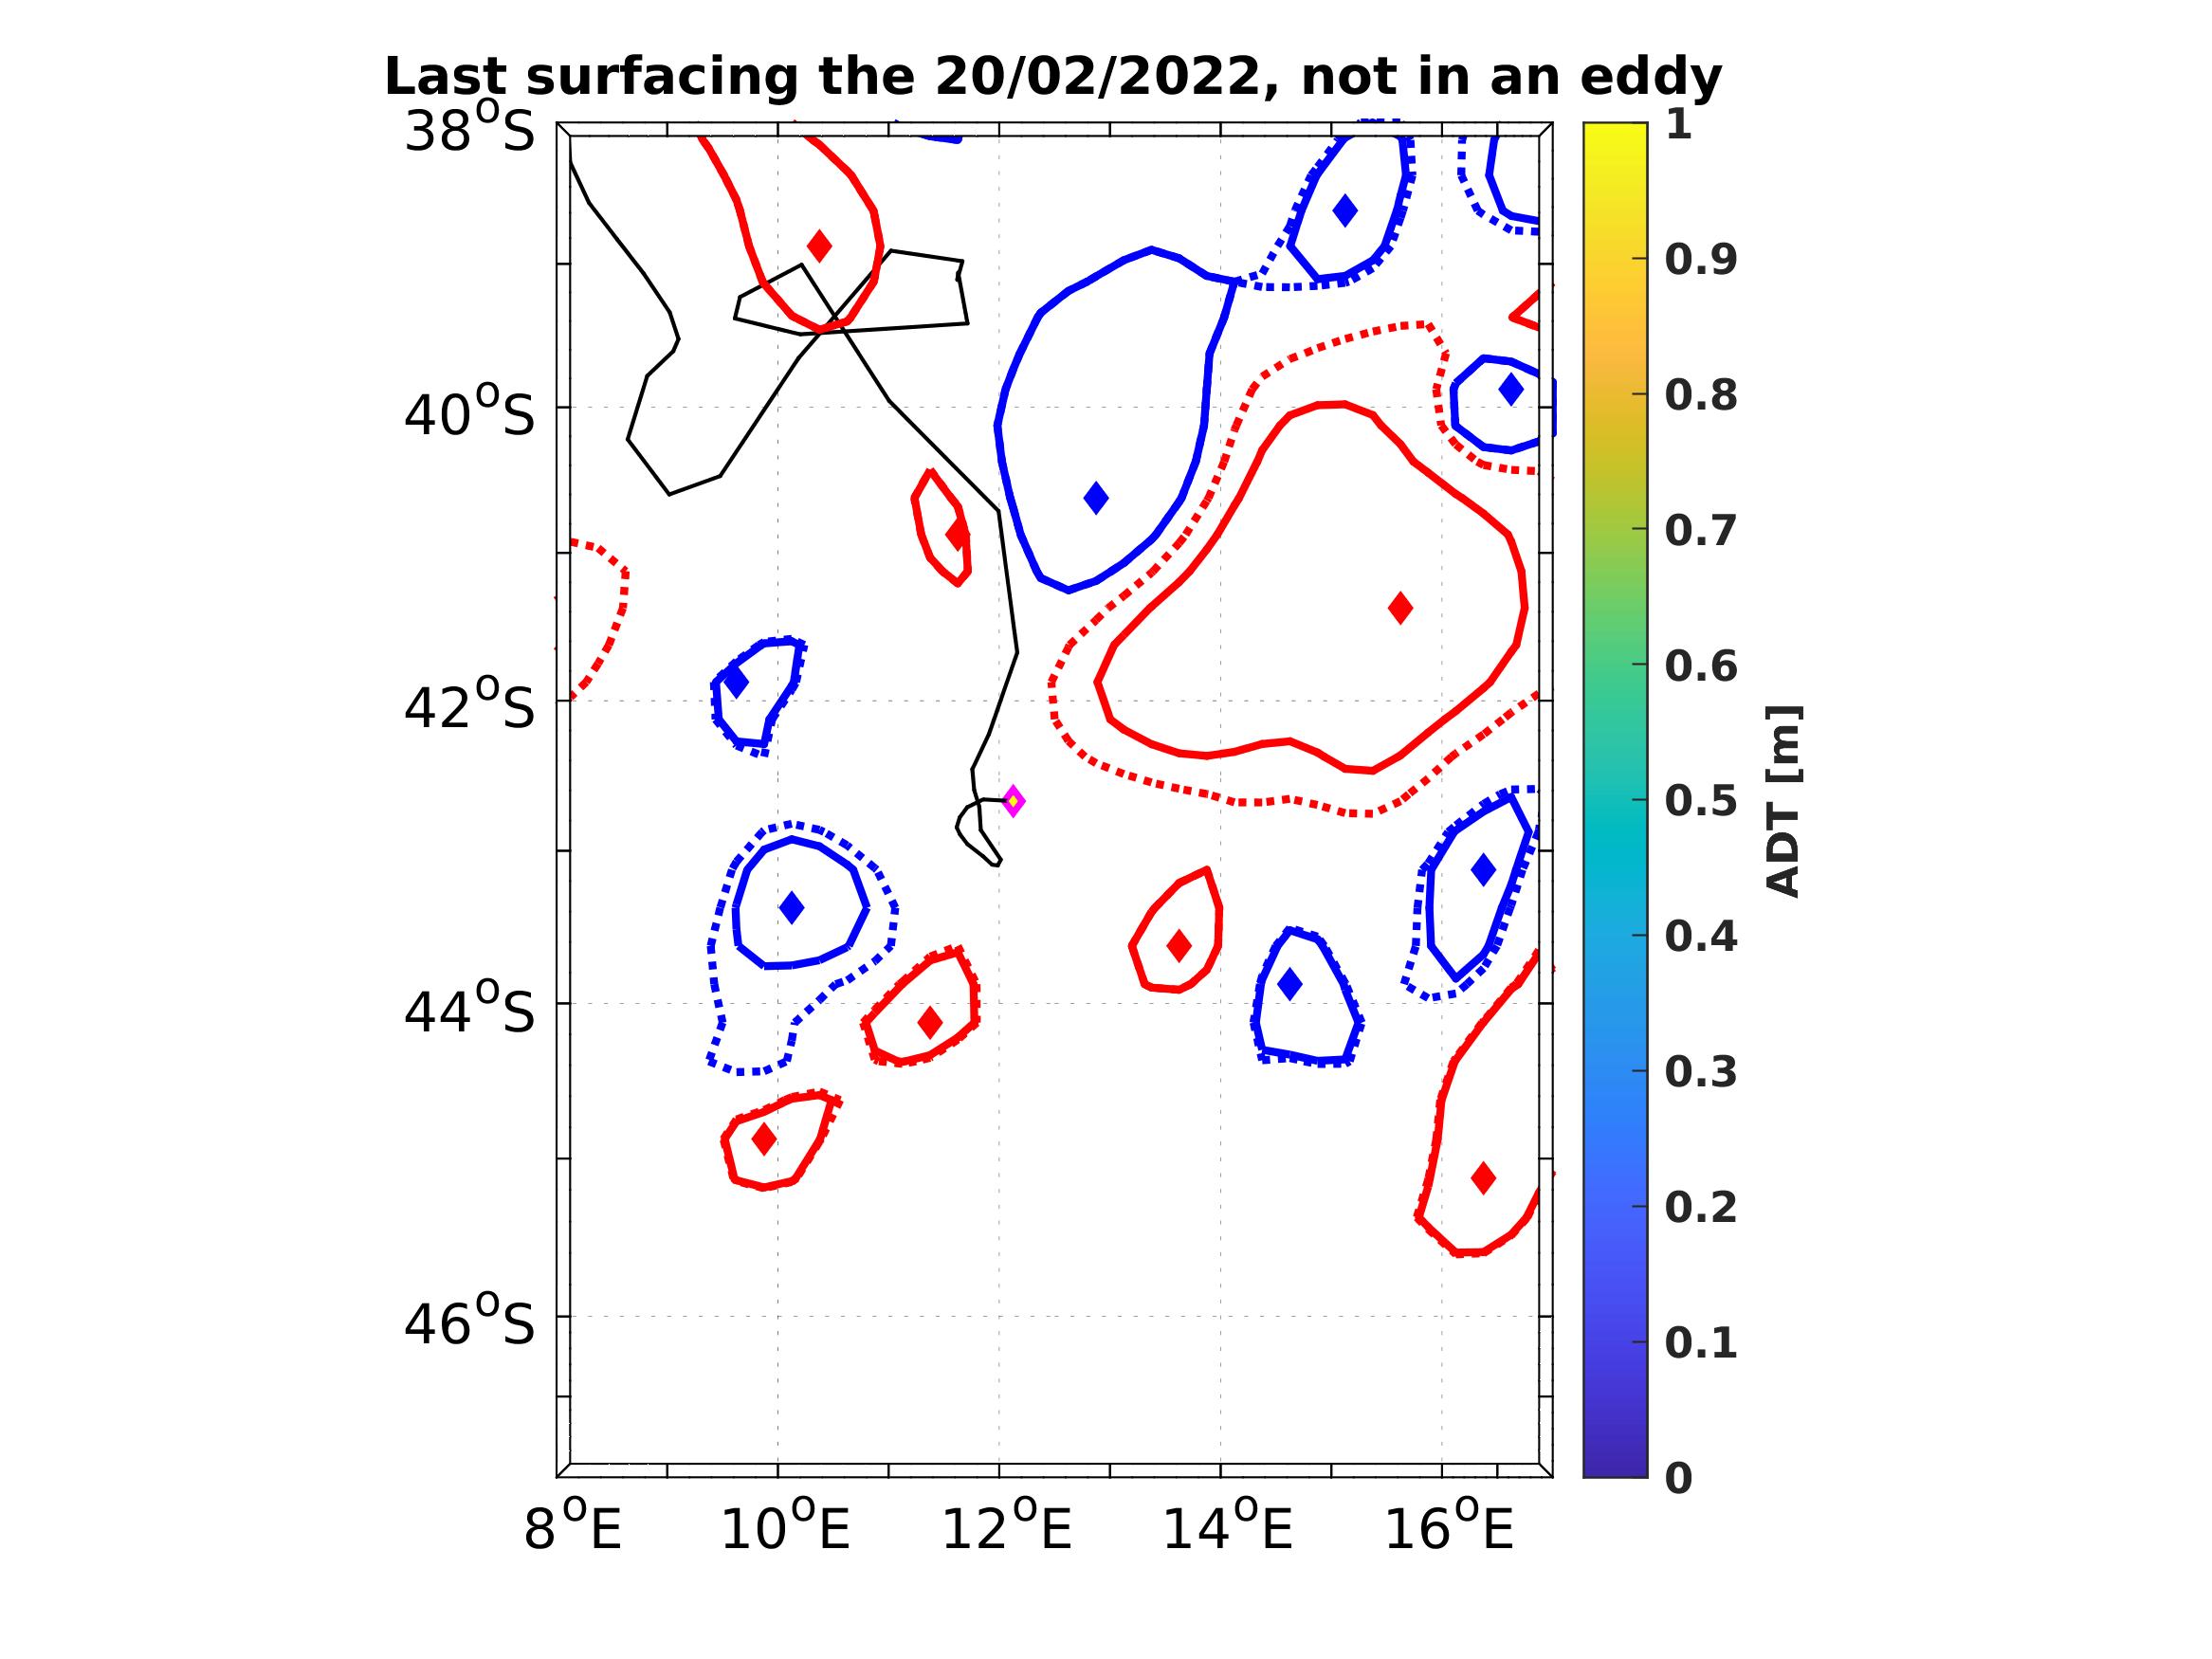 Last surfacing the 20/02/2022, not in an eddy
38°S
40°S
42°S
44°S
46°S
8°E 10°E 12°E 14°E 16°E
1
0.9
0.8
0.7
0.6
0.5
0.4
0.3
0.2
0.1
0
ADT [m]